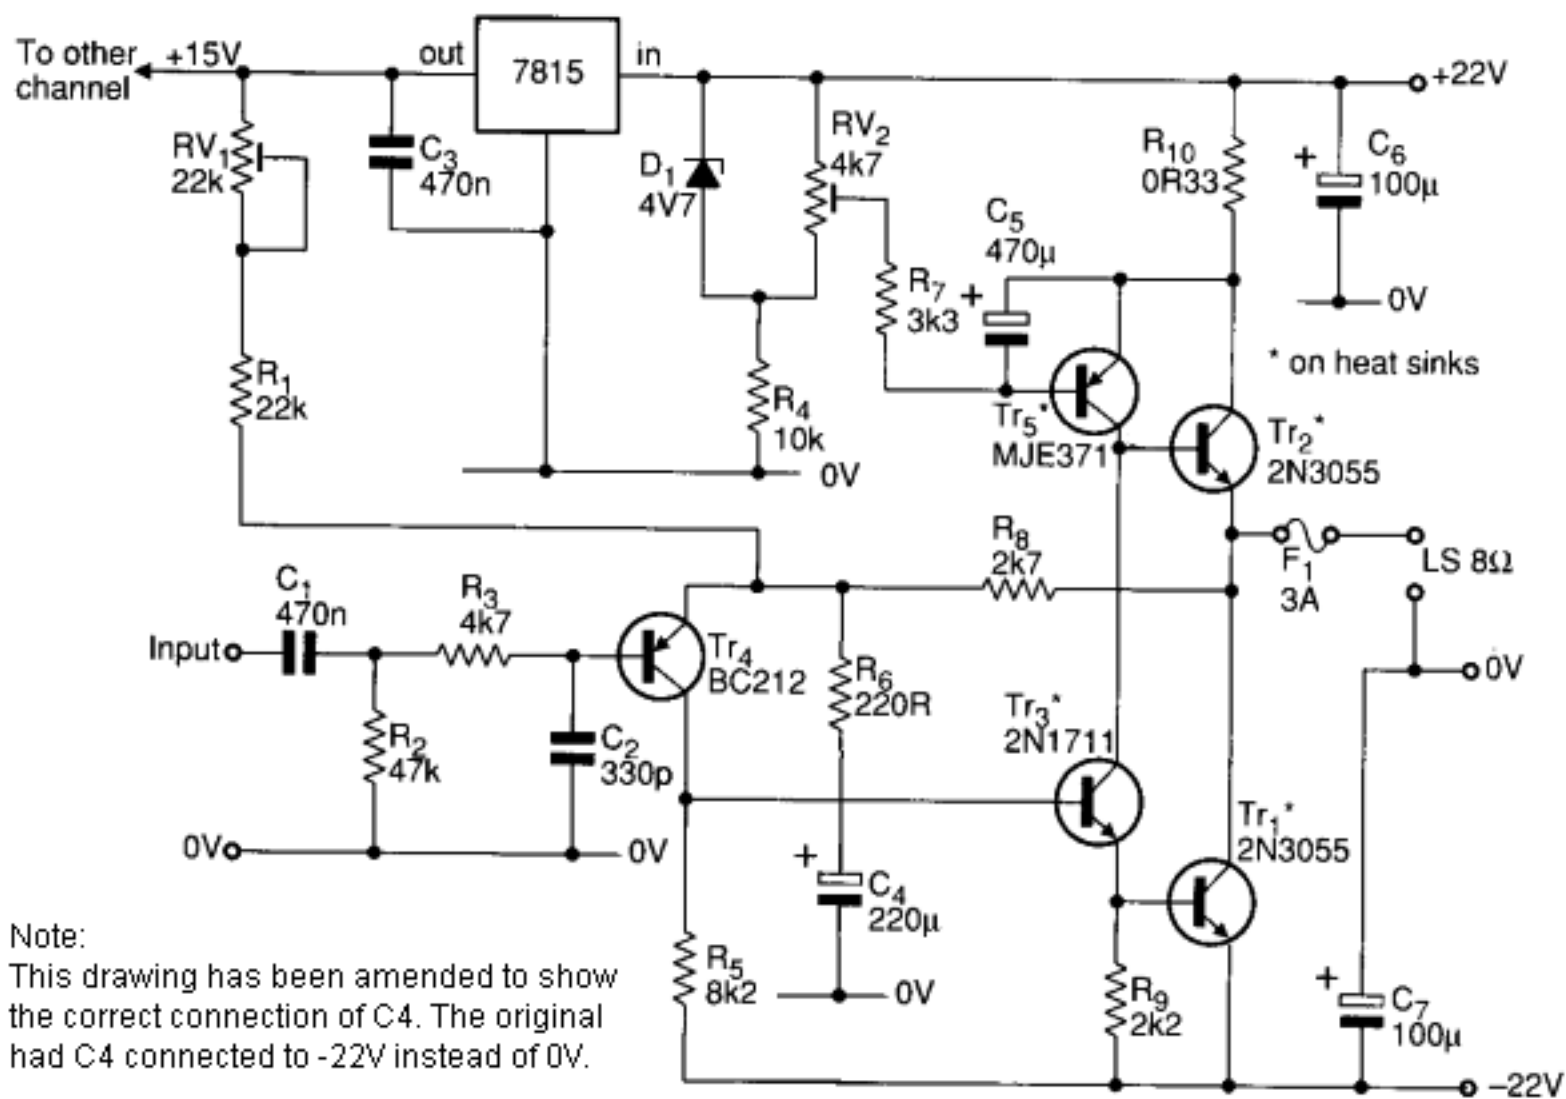 To other
channel
+15V
out
7815
in
+22V
RV1
22k
C3
470n
D1
4V7
RV2
4k7
R10
0R33
+
C6
100µ
0V
C5
470µ
+
R7
3k3
* on heat sinks
R1
22k
R4
10k
0V
Tr5*
MJE371
Tr2*
2N3055
R8
2k7
F1
3A
LS 8Ω
C1
470n
R3
4k7
Input
Tr4
BC212
R6
220R
0V
R2
47k
C2
330p
Tr3*
2N1711
Tr1*
2N3055
0V
0V
+
C4
220µ
Note:
This drawing has been amended to show
the correct connection of C4. The original
had C4 connected to -22V instead of 0V.
R5
8k2
0V
R9
2k2
+
C7
100µ
−22V